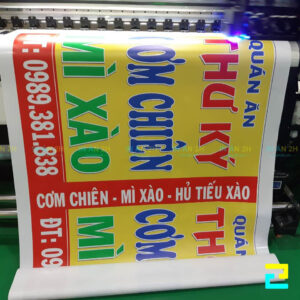 QUÁN ĂN
THƯ KÝ
CƠM CHIÊN
MÌ XÀO
: 0989.381.838
CƠM CHIÊN - MÌ XÀO - HỦ TIẾU XÀO
QUÁN
TH
CƠM
MÌ
ĐT: 09